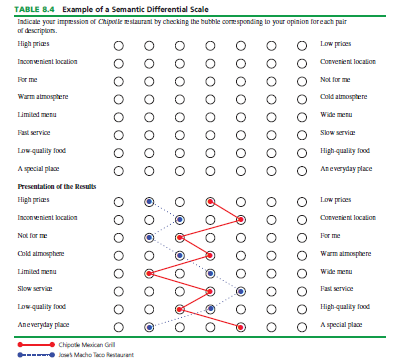 TABLE 8.4 Example of a Semantic Differential Scale
Indicate your impression of Chipotle restaurant by checking the bubble corresponding to your opinion for each pair
of descriptors.
High prices Low prices
Inconvenient location Convenient location
For me Not for me
Warm atmosphere Cold atmosphere
Limited menu Wide menu
Fast service Slow service
Low-quality food High-quality food
A special place An everyday place
Presentation of the Results
High prices Low prices
Inconvenient location Convenient location
Not for me For me
Cold atmosphere Warm atmosphere
Limited menu Wide menu
Slow service Fast service
Low-quality food High-quality food
An everyday place A special place
Chipotle Mexican Grill
Jose's Macho Taco Restaurant